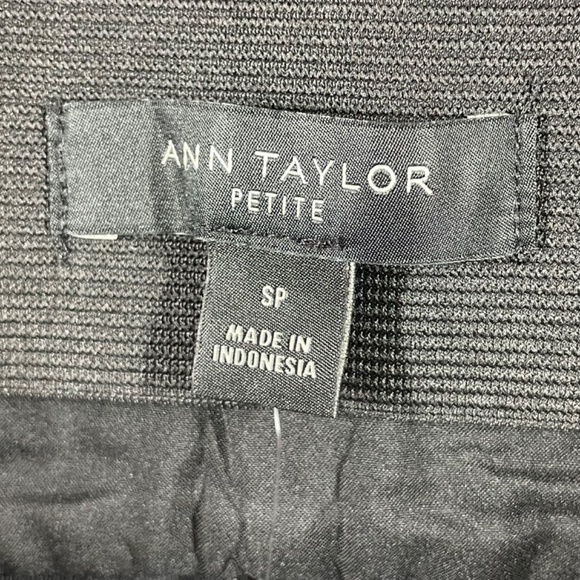 ANN TAYLOR
PETITE
SP
MADE IN
INDONESIA